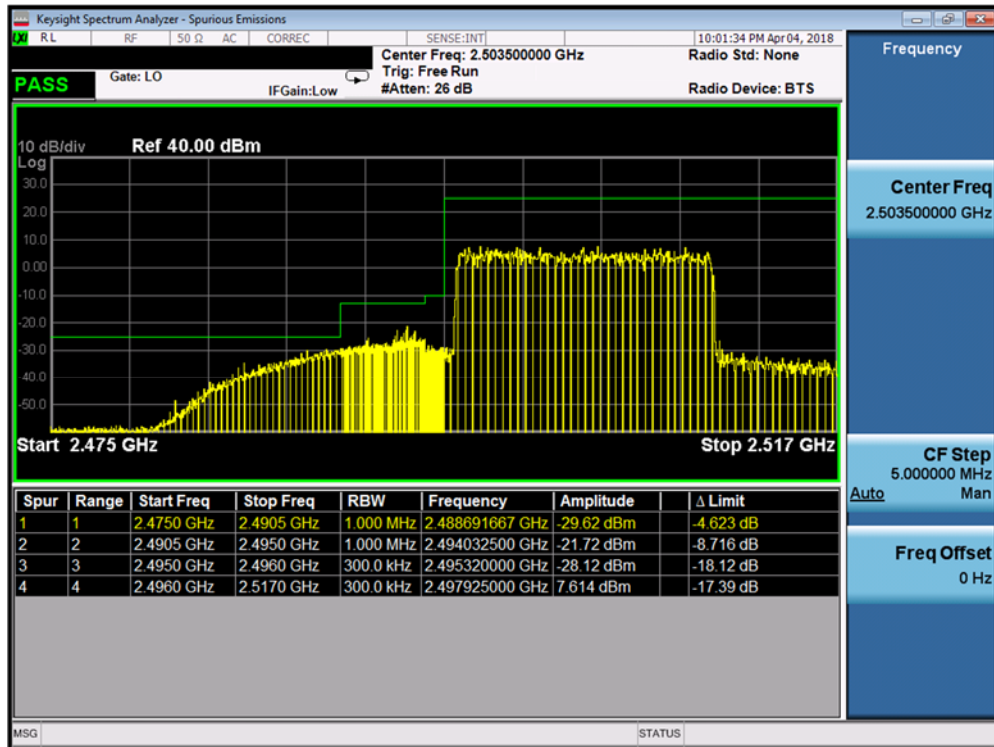 Keysight Spectrum Analyzer - Spurious Emissions
LXI RL RF 50 Ω AC CORREC SENSE:INT 10:01:34 PM Apr 04, 2018
Center Freq: 2.503500000 GHz Radio Std: None
PASS Gate: LO Trig: Free Run
IFGain:Low #Atten: 26 dB Radio Device: BTS
10 dB/div Ref 40.00 dBm
Log
30.0
20.0
10.0
0.00
-10.0
-20.0
-30.0
-40.0
-50.0
Start 2.475 GHz Stop 2.517 GHz
Spur Range Start Freq Stop Freq RBW Frequency Amplitude Δ Limit
1 1 2.4750 GHz 2.4905 GHz 1.000 MHz 2.488691667 GHz -29.62 dBm -4.623 dB
2 2 2.4905 GHz 2.4950 GHz 1.000 MHz 2.494032500 GHz -21.72 dBm -8.716 dB
3 3 2.4950 GHz 2.4960 GHz 300.0 kHz 2.495320000 GHz -28.12 dBm -18.12 dB
4 4 2.4960 GHz 2.5170 GHz 300.0 kHz 2.497925000 GHz 7.614 dBm -17.39 dB
MSG STATUS
Frequency
Center Freq
2.503500000 GHz
CF Step
5.000000 MHz
Auto Man
Freq Offset
0 Hz